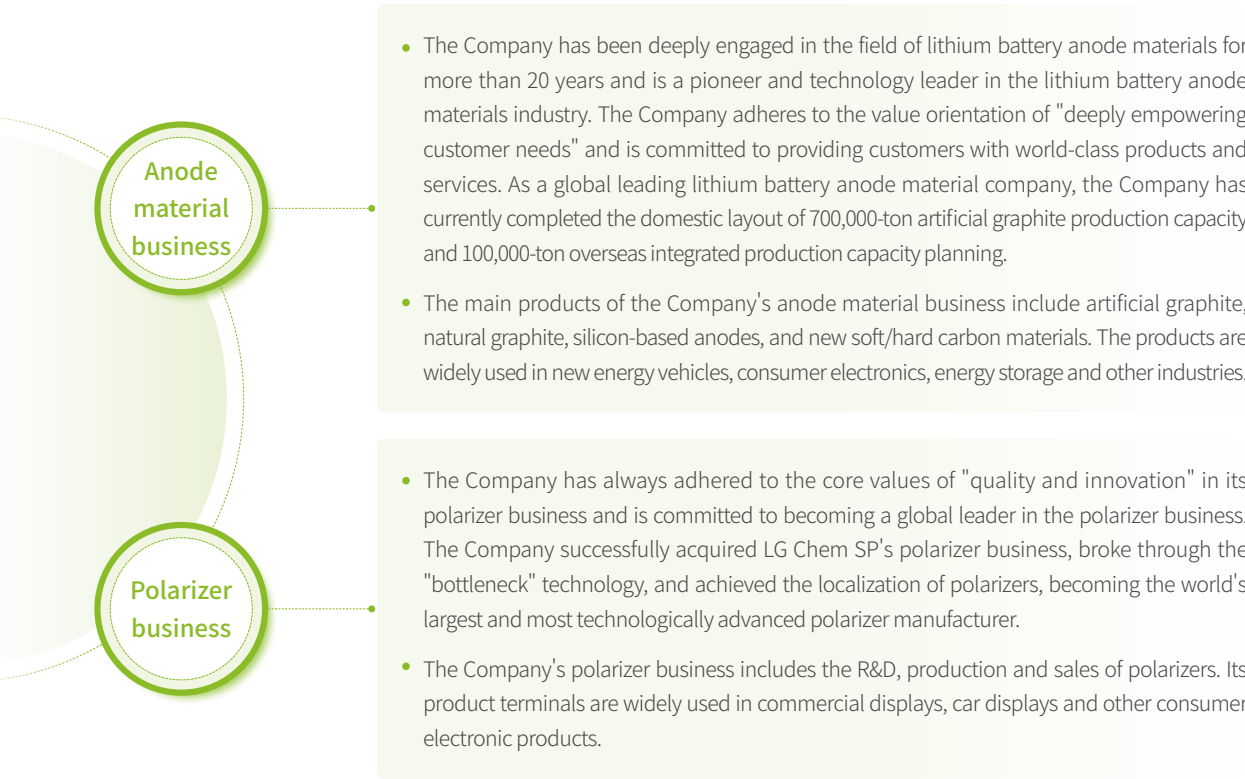 Anode
material
business
The Company has been deeply engaged in the field of lithium battery anode materials for
more than 20 years and is a pioneer and technology leader in the lithium battery anode
materials industry. The Company adheres to the value orientation of "deeply empowering
customer needs" and is committed to providing customers with world-class products and
services. As a global leading lithium battery anode material company, the Company has
currently completed the domestic layout of 700,000-ton artificial graphite production capacity
and 100,000-ton overseas integrated production capacity planning.
The main products of the Company's anode material business include artificial graphite,
natural graphite, silicon-based anodes, and new soft/hard carbon materials. The products are
widely used in new energy vehicles, consumer electronics, energy storage and other industries.
Polarizer
business
The Company has always adhered to the core values of "quality and innovation" in its
polarizer business and is committed to becoming a global leader in the polarizer business.
The Company successfully acquired LG Chem SP's polarizer business, broke through the
"bottleneck" technology, and achieved the localization of polarizers, becoming the world's
largest and most technologically advanced polarizer manufacturer.
The Company's polarizer business includes the R&D, production and sales of polarizers. Its
product terminals are widely used in commercial displays, car displays and other consumer
electronic products.